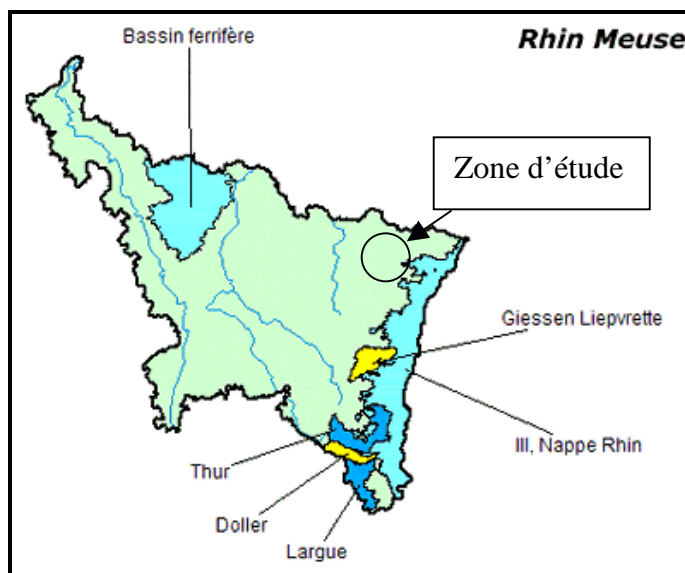 Bassin ferrifère
Rhin Meuse
Zone d'étude
Giessen Liepvrette
Ill, Nappe Rhin
Thur
Doller
Largue